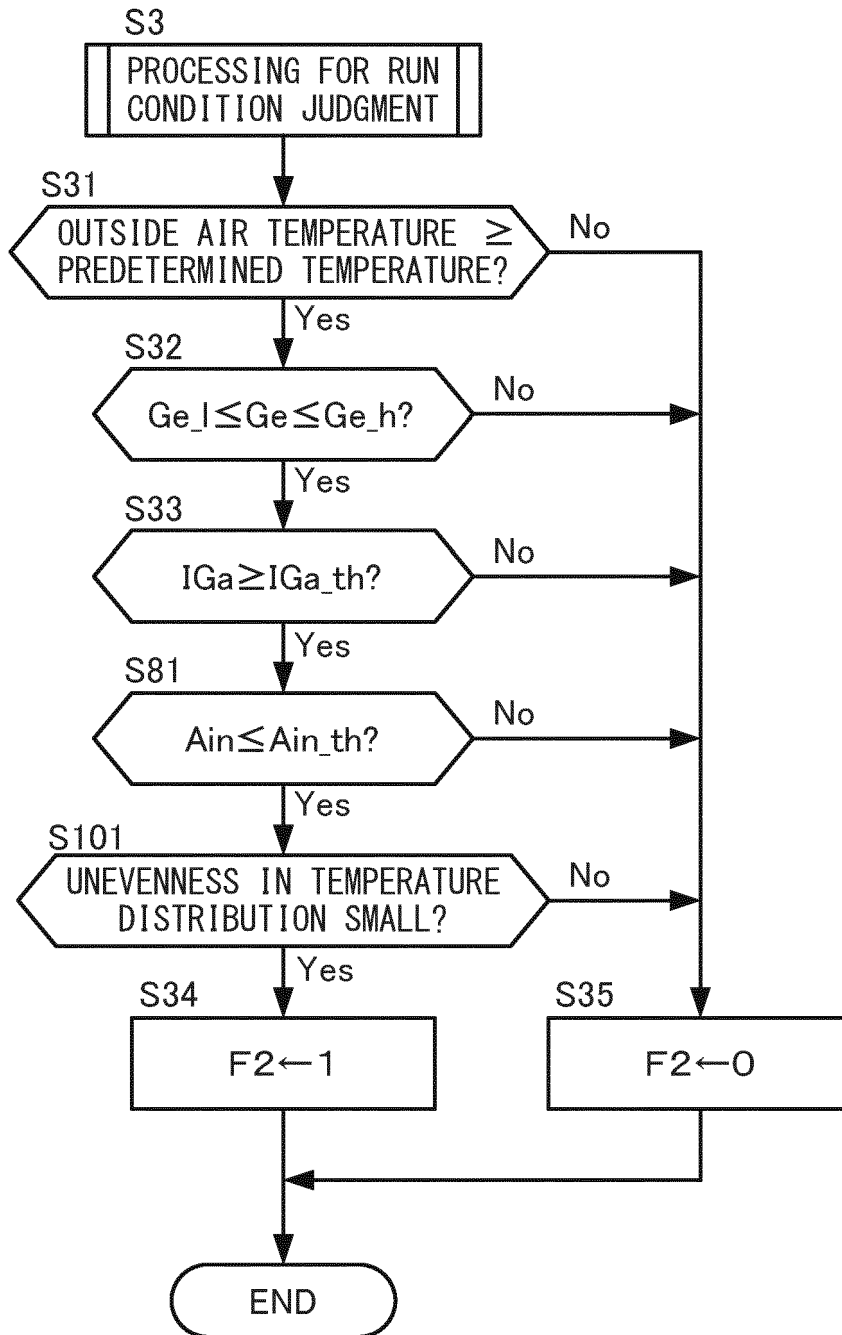 S3
PROCESSING FOR RUN
CONDITION JUDGMENT
S31
OUTSIDE AIR TEMPERATURE ≥
PREDETERMINED TEMPERATURE?
No
Yes
S32
Ge_l≤Ge≤Ge_h?
No
Yes
S33
IGa≥IGa_th?
No
Yes
S81
Ain≤Ain_th?
No
Yes
S101
UNEVENNESS IN TEMPERATURE
DISTRIBUTION SMALL?
No
Yes
S34
F2←1
S35
F2←0
END